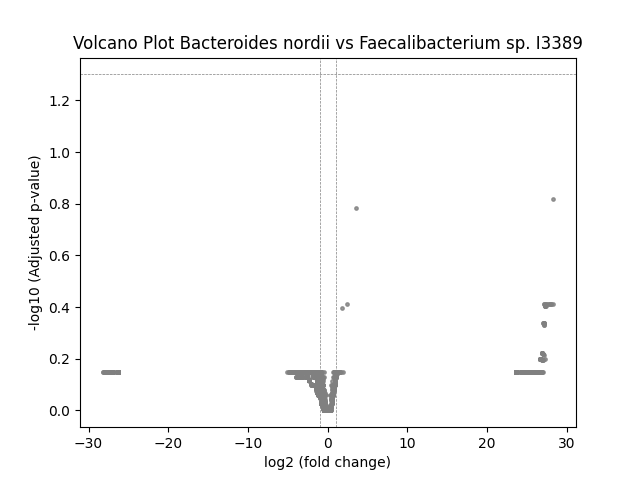 Volcano Plot Bacteroides nordii vs Faecalibacterium sp. I3389
-log10 (Adjusted p-value)
1.2
1.0
0.8
0.6
0.4
0.2
0.0
−30 −20 −10 0 10 20 30
log2 (fold change)